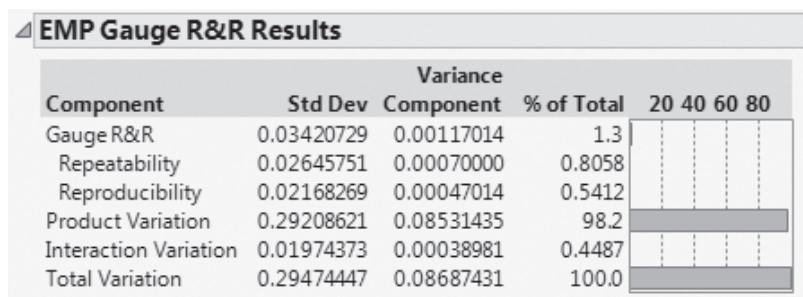 EMP Gauge R&R Results
Variance
Component Std Dev Component % of Total 20 40 60 80
Gauge R&R 0.03420729 0.00117014 1.3
Repeatability 0.02645751 0.00070000 0.8058
Reproducibility 0.02168269 0.00047014 0.5412
Product Variation 0.29208621 0.08531435 98.2
Interaction Variation 0.01974373 0.00038981 0.4487
Total Variation 0.29474447 0.08687431 100.0